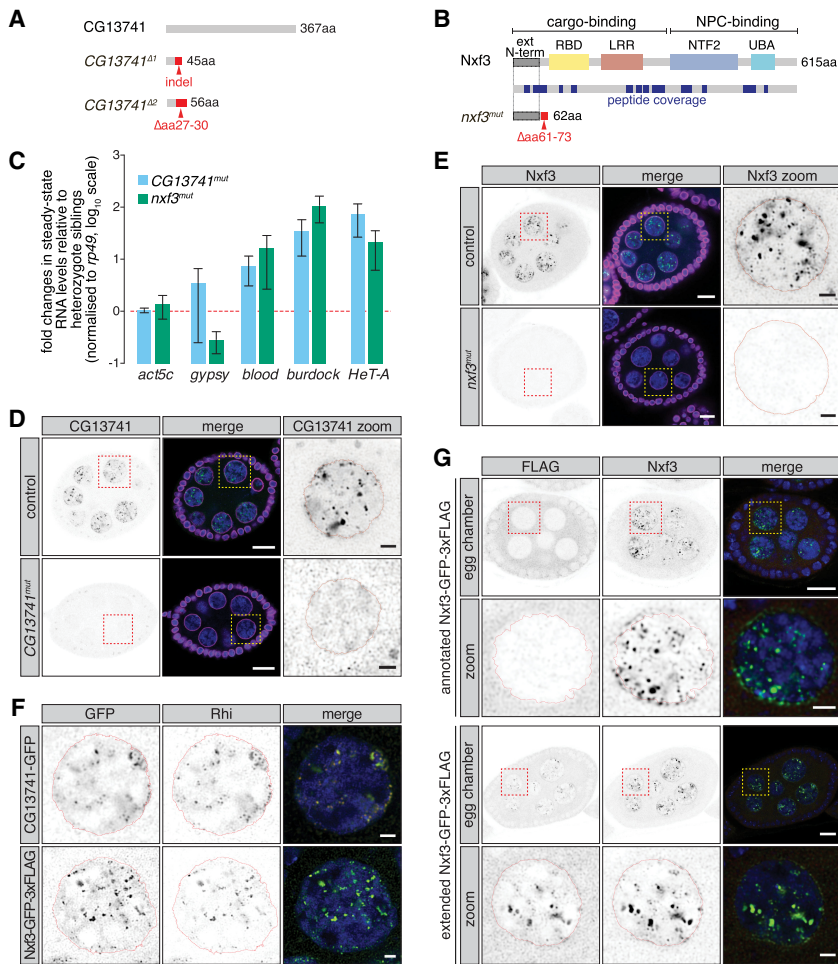 A
CG13741
367aa
CG13741Δ1
45aa
indel
CG13741Δ2
56aa
Δaa27-30
B
cargo-binding
NPC-binding
ext
N-term
RBD
LRR
NTF2
UBA
Nxf3
615aa
peptide coverage
nxf3mut
62aa
Δaa61-73
C
fold changes in steady-state
RNA levels relative to
heterozygote siblings
(normalised to rp49, log10 scale)
3
2
1
0
-1
CG13741mut
nxf3mut
act5c
gypsy
blood
burdock
HeT-A
D
CG13741
merge
CG13741 zoom
control
CG13741mut
E
Nxf3
merge
Nxf3 zoom
control
nxf3mut
F
GFP
Rhi
merge
CG13741-GFP
Nxf3-GFP-3xFLAG
G
FLAG
Nxf3
merge
annotated Nxf3-GFP-3xFLAG
egg chamber
zoom
extended Nxf3-GFP-3xFLAG
egg chamber
zoom